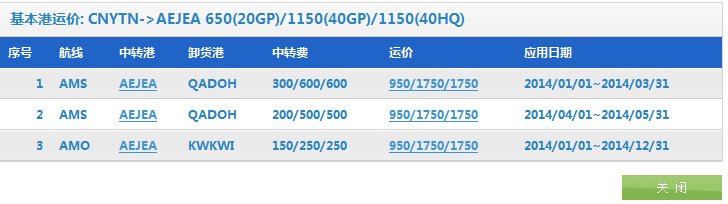 基本港运价: CNYTN->AEJEA 650(20GP)/1150(40GP)/1150(40HQ)
序号 航线 中转港 卸货港 中转费 运价 应用日期
1 AMS AEJEA QADOH 300/600/600 950/1750/1750 2014/01/01~2014/03/31
2 AMS AEJEA QADOH 200/500/500 950/1750/1750 2014/04/01~2014/05/31
3 AMO AEJEA KWKWI 150/250/250 950/1750/1750 2014/01/01~2014/12/31
关 闭